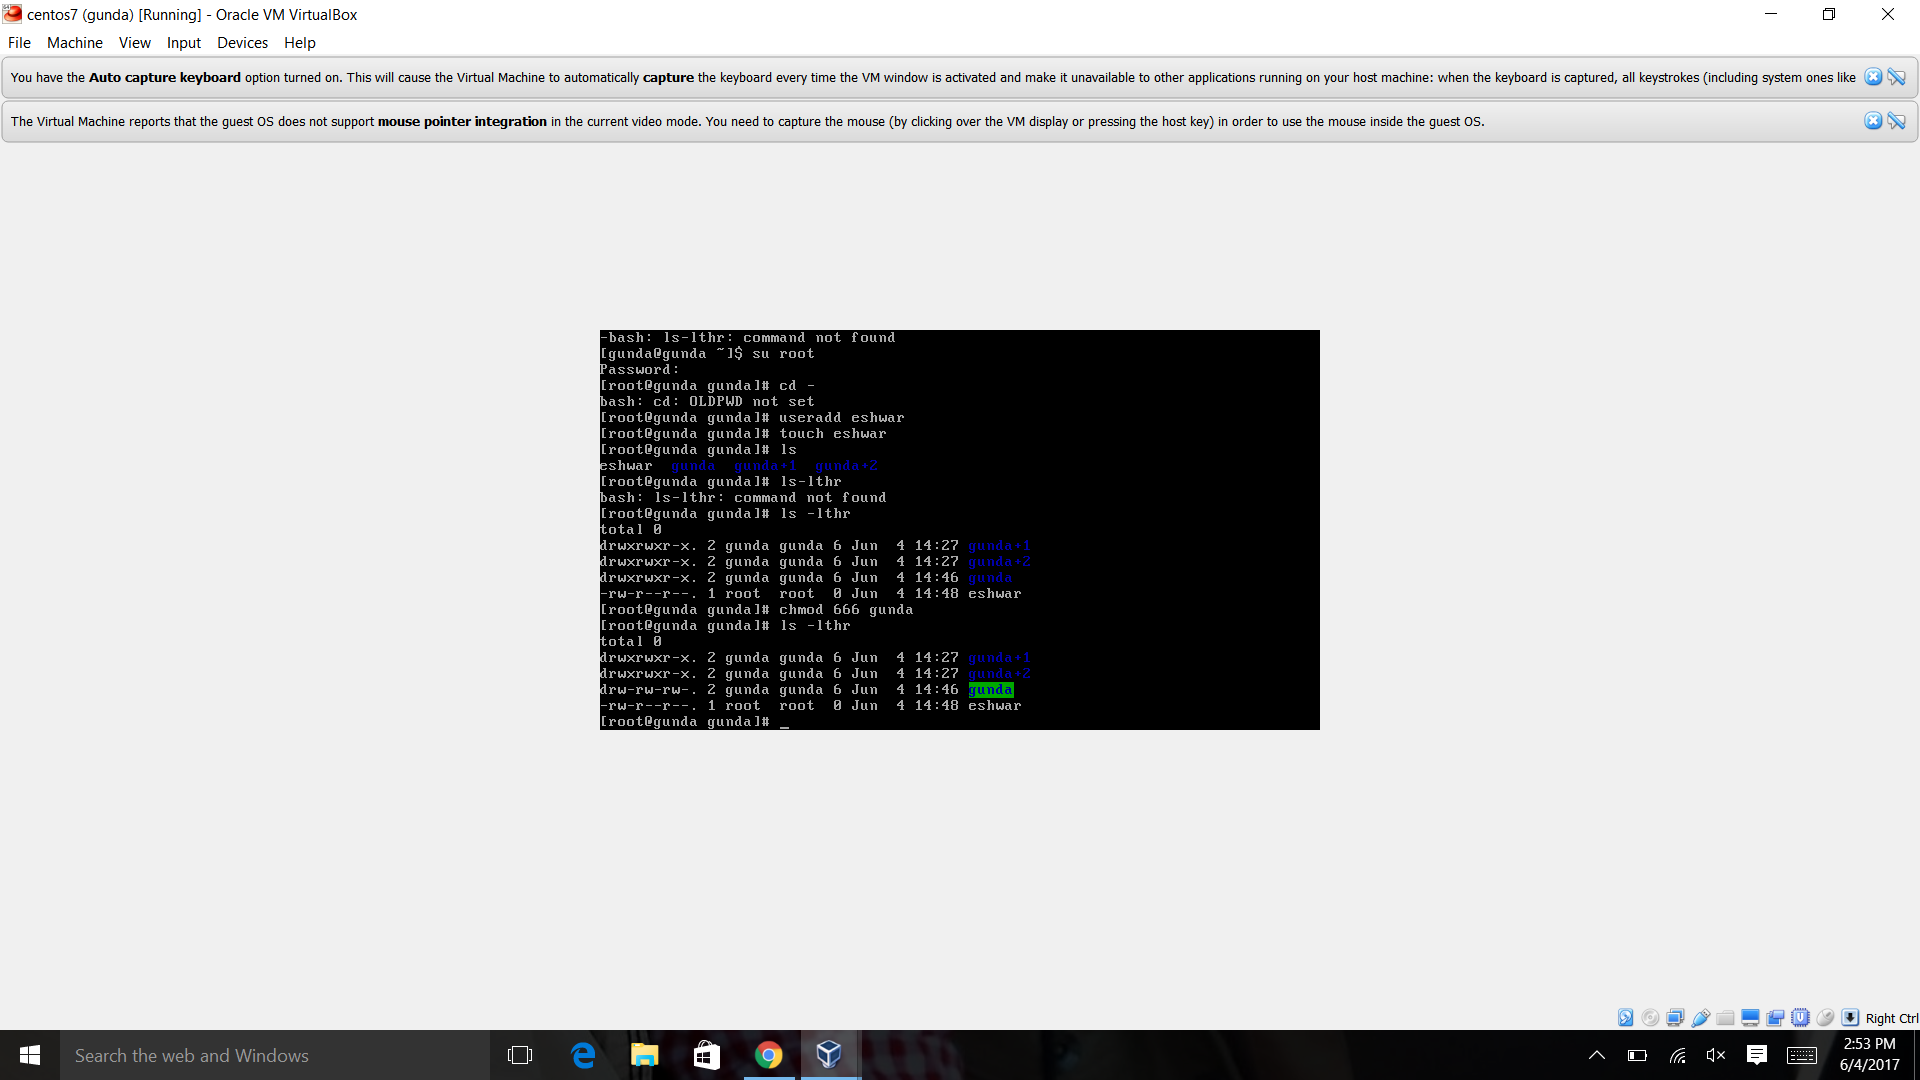 centos7 (gunda) [Running] - Oracle VM VirtualBox
File Machine View Input Devices Help
You have the Auto capture keyboard option turned on. This will cause the Virtual Machine to automatically capture the keyboard every time the VM window is activated and make it unavailable to other applications running on your host machine: when the keyboard is captured, all keystrokes (including system ones like
The Virtual Machine reports that the guest OS does not support mouse pointer integration in the current video mode. You need to capture the mouse (by clicking over the VM display or pressing the host key) in order to use the mouse inside the guest OS.
-bash: ls-lthr: command not found
[gunda@gunda ~]$ su root
Password:
[root@gunda gunda]# cd -
bash: cd: OLDPWD not set
[root@gunda gunda]# useradd eshwar
[root@gunda gunda]# touch eshwar
[root@gunda gunda]# ls
eshwar  gunda  gunda+1  gunda+2
[root@gunda gunda]# ls-lthr
bash: ls-lthr: command not found
[root@gunda gunda]# ls -lthr
total 0
drwxrwxr-x. 2 gunda gunda 6 Jun  4 14:27 gunda+1
drwxrwxr-x. 2 gunda gunda 6 Jun  4 14:27 gunda+2
drwxrwxr-x. 2 gunda gunda 6 Jun  4 14:46 gunda
-rw-r--r--. 1 root  root  0 Jun  4 14:48 eshwar
[root@gunda gunda]# chmod 666 gunda
[root@gunda gunda]# ls -lthr
total 0
drwxrwxr-x. 2 gunda gunda 6 Jun  4 14:27 gunda+1
drwxrwxr-x. 2 gunda gunda 6 Jun  4 14:27 gunda+2
drw-rw-rw-. 2 gunda gunda 6 Jun  4 14:46 gunda
-rw-r--r--. 1 root  root  0 Jun  4 14:48 eshwar
[root@gunda gunda]# _
Right Ctrl
Search the web and Windows
2:53 PM
6/4/2017